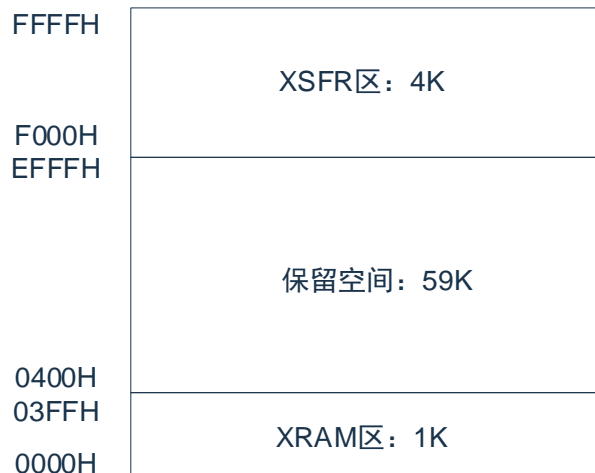 FFFFH
XSFR区：4K
F000H
EFFFH
保留空间：59K
0400H
03FFH
XRAM区：1K
0000H